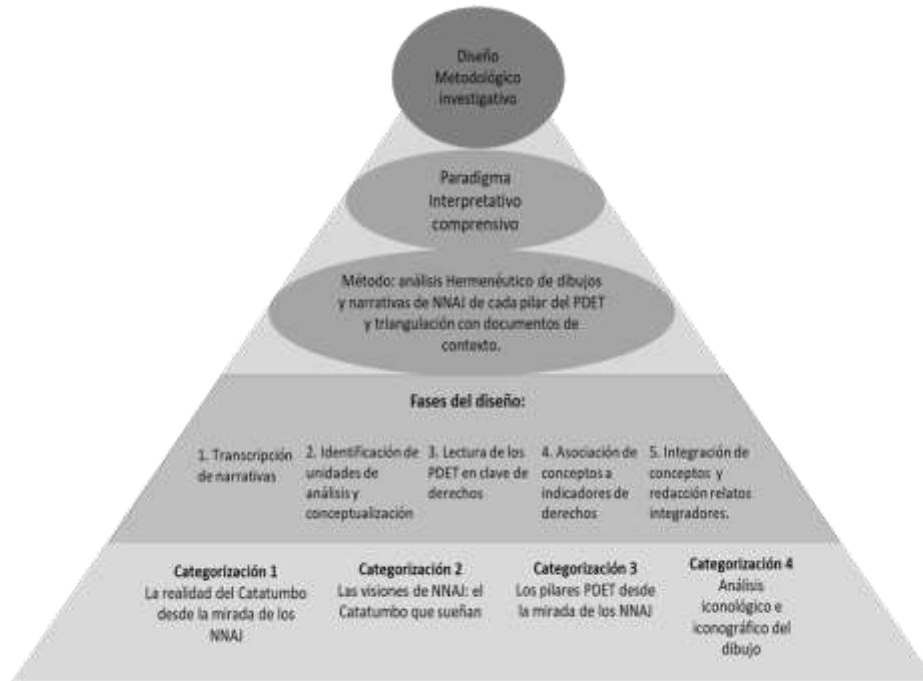 Diseño
Metodológico
investigativo
Paradigma
Interpretativo
comprensivo
Método: análisis Hermenéutico de dibujos
y narrativas de NNAJ de cada pilar del PDET
y triangulación con documentos de
contexto.
Fases del diseño:
1. Transcripción
de narrativas
2. Identificación de
unidades de
análisis y
conceptualización
3. Lectura de los
PDET en clave de
derechos
4. Asociación de
conceptos a
indicadores de
derechos
5. Integración de
conceptos y
redacción relatos
integradores.
Categorización 1
La realidad del Catatumbo
desde la mirada de los
NNAJ
Categorización 2
Las visiones de NNAJ: el
Catatumbo que sueñan
Categorización 3
Los pilares PDET desde
la mirada de los NNAJ
Categorización 4
Análisis
iconológico e
iconográfico del
dibujo